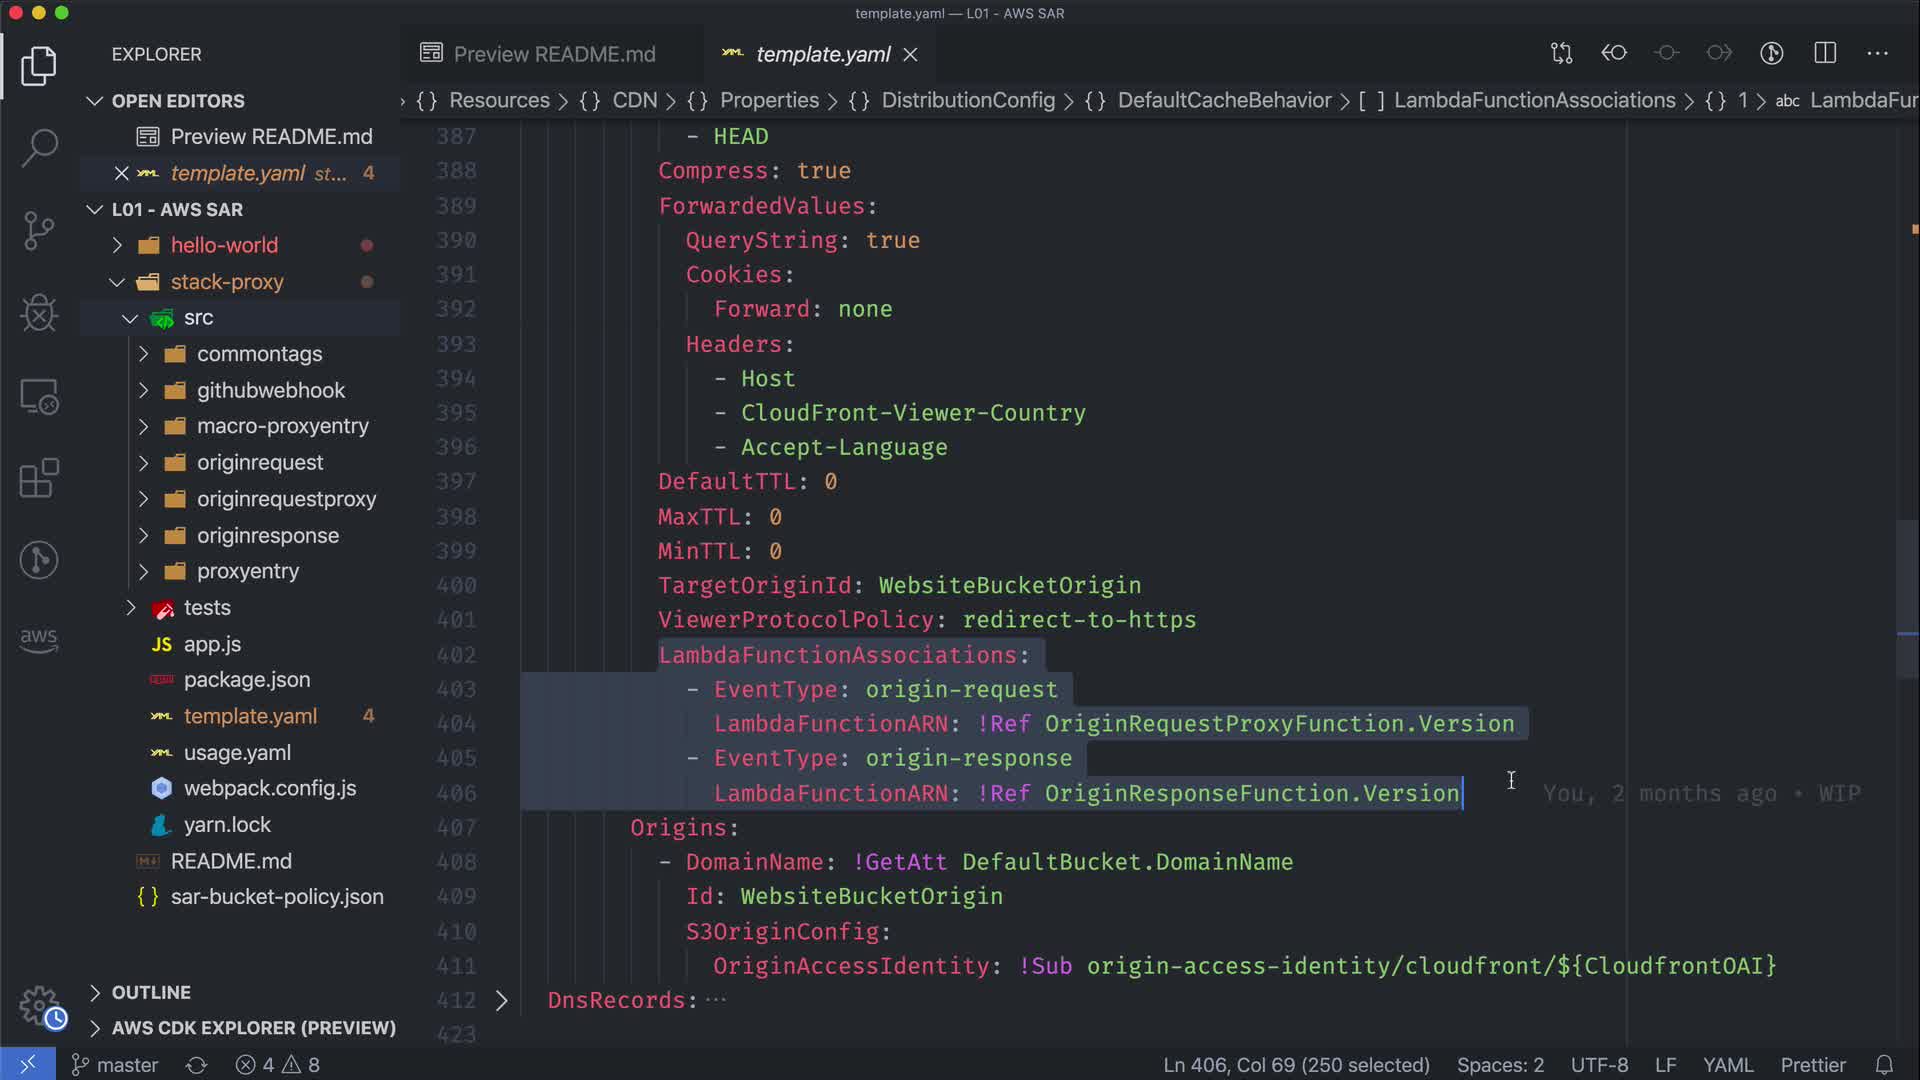 template.yaml — L01 - AWS SAR
EXPLORER
Preview README.md
template.yaml
OPEN EDITORS
Preview README.md
template.yaml st... 4
L01 - AWS SAR
hello-world
stack-proxy
src
commontags
githubwebhook
macro-proxyentry
originrequest
originrequestproxy
originresponse
proxyentry
tests
JS app.js
package.json
template.yaml 4
usage.yaml
webpack.config.js
yarn.lock
README.md
{ } sar-bucket-policy.json
OUTLINE
AWS CDK EXPLORER (PREVIEW)
aws
{ } Resources > { } CDN > { } Properties > { } DistributionConfig > { } DefaultCacheBehavior > [ ] LambdaFunctionAssociations > { } 1 > abc LambdaFur
387 - HEAD
388 Compress: true
389 ForwardedValues:
390 QueryString: true
391 Cookies:
392 Forward: none
393 Headers:
394 - Host
395 - CloudFront-Viewer-Country
396 - Accept-Language
397 DefaultTTL: 0
398 MaxTTL: 0
399 MinTTL: 0
400 TargetOriginId: WebsiteBucketOrigin
401 ViewerProtocolPolicy: redirect-to-https
402 LambdaFunctionAssociations:
403 - EventType: origin-request
404 LambdaFunctionARN: !Ref OriginRequestProxyFunction.Version
405 - EventType: origin-response
406 LambdaFunctionARN: !Ref OriginResponseFunction.Version You, 2 months ago • WIP
407 Origins:
408 - DomainName: !GetAtt DefaultBucket.DomainName
409 Id: WebsiteBucketOrigin
410 S3OriginConfig:
411 OriginAccessIdentity: !Sub origin-access-identity/cloudfront/${CloudfrontOAI}
412 DnsRecords: ···
423
master 4 8 Ln 406, Col 69 (250 selected) Spaces: 2 UTF-8 LF YAML Prettier